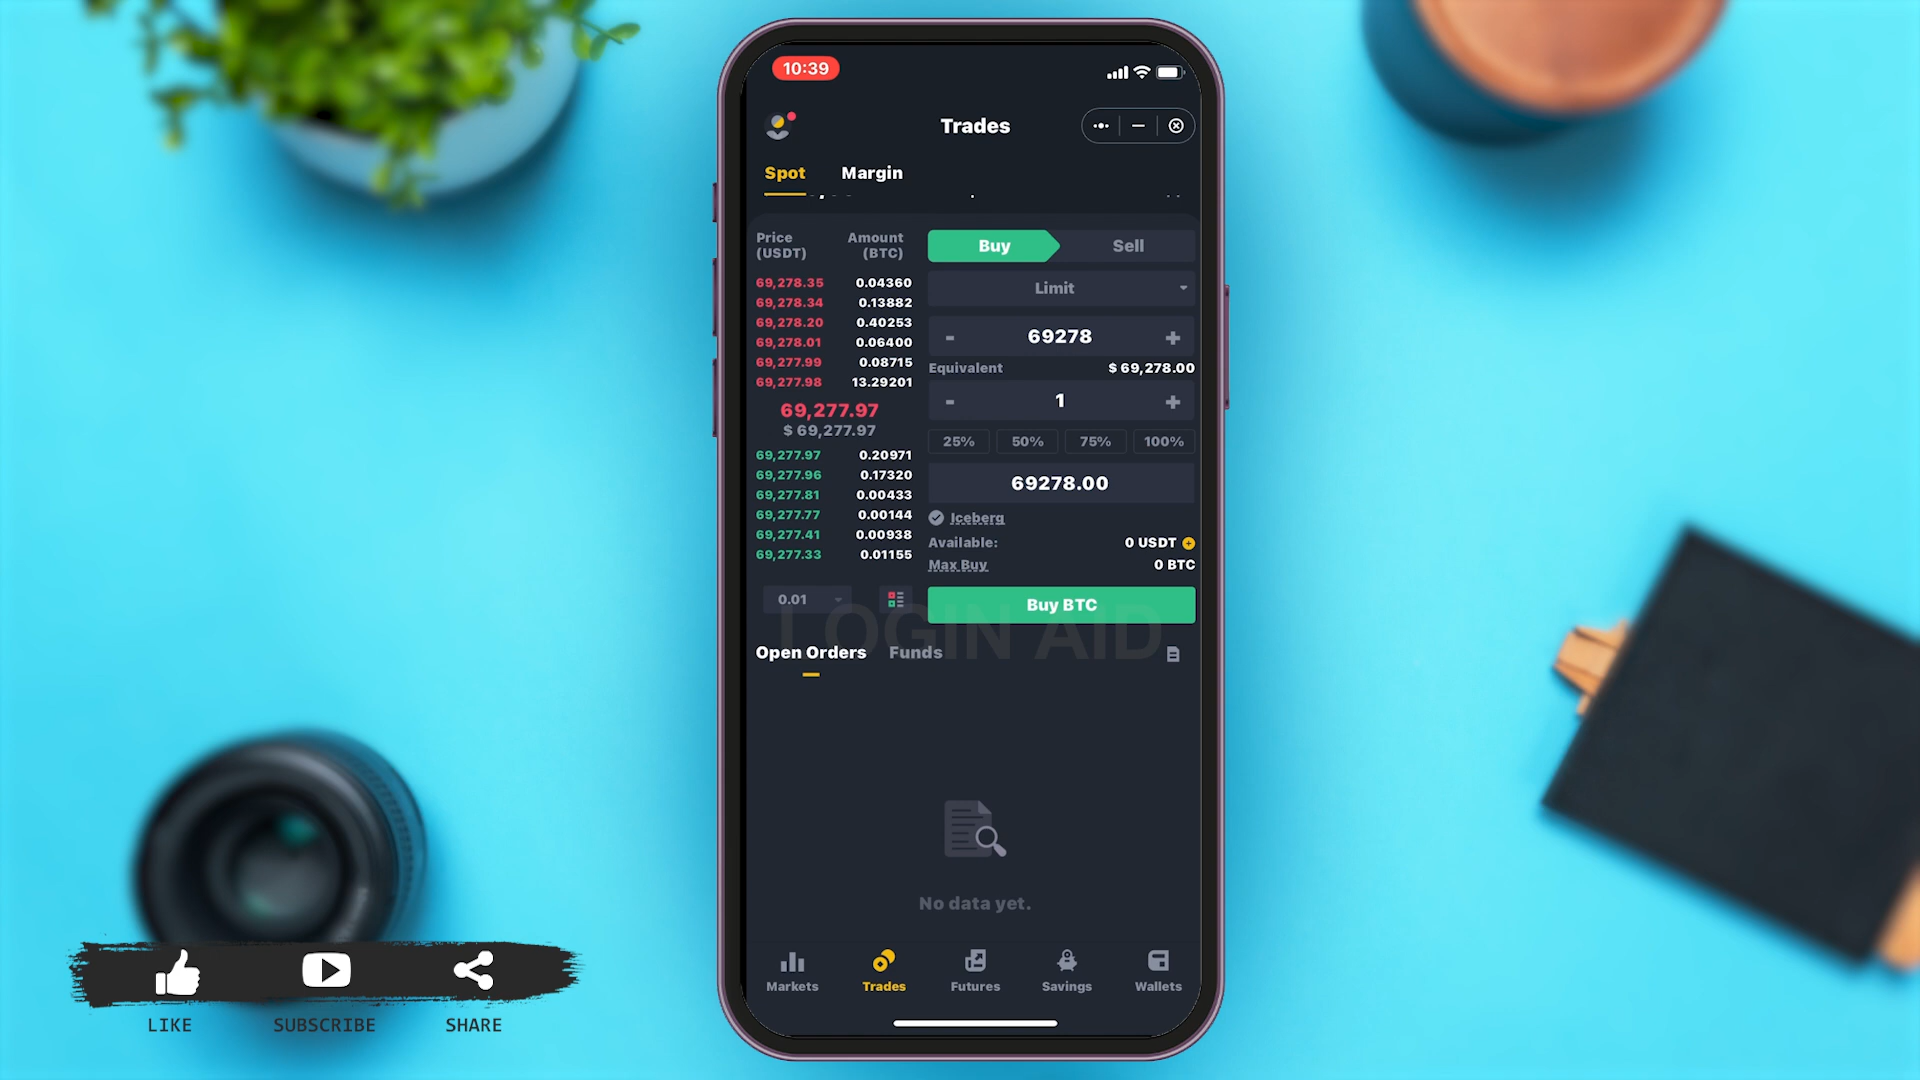 10:39
Trades
Spot Margin
Price (USDT) Amount (BTC)
Buy Sell
69,278.35 0.04360
69,278.34 0.13882
69,278.20 0.40253
69,278.01 0.06400
69,277.99 0.08715
69,277.98 13.29201
69,277.97
$ 69,277.97
69,277.97 0.20971
69,277.96 0.17320
69,277.81 0.00433
69,277.77 0.00144
69,277.41 0.00938
69,277.33 0.01155
0.01
Limit
- 69278 +
Equivalent $ 69,278.00
- 1 +
25% 50% 75% 100%
69278.00
Iceberg
Available: 0 USDT
Max Buy 0 BTC
Buy BTC
LOGIN AID
Open Orders Funds
No data yet.
Markets Trades Futures Savings Wallets
LIKE SUBSCRIBE SHARE